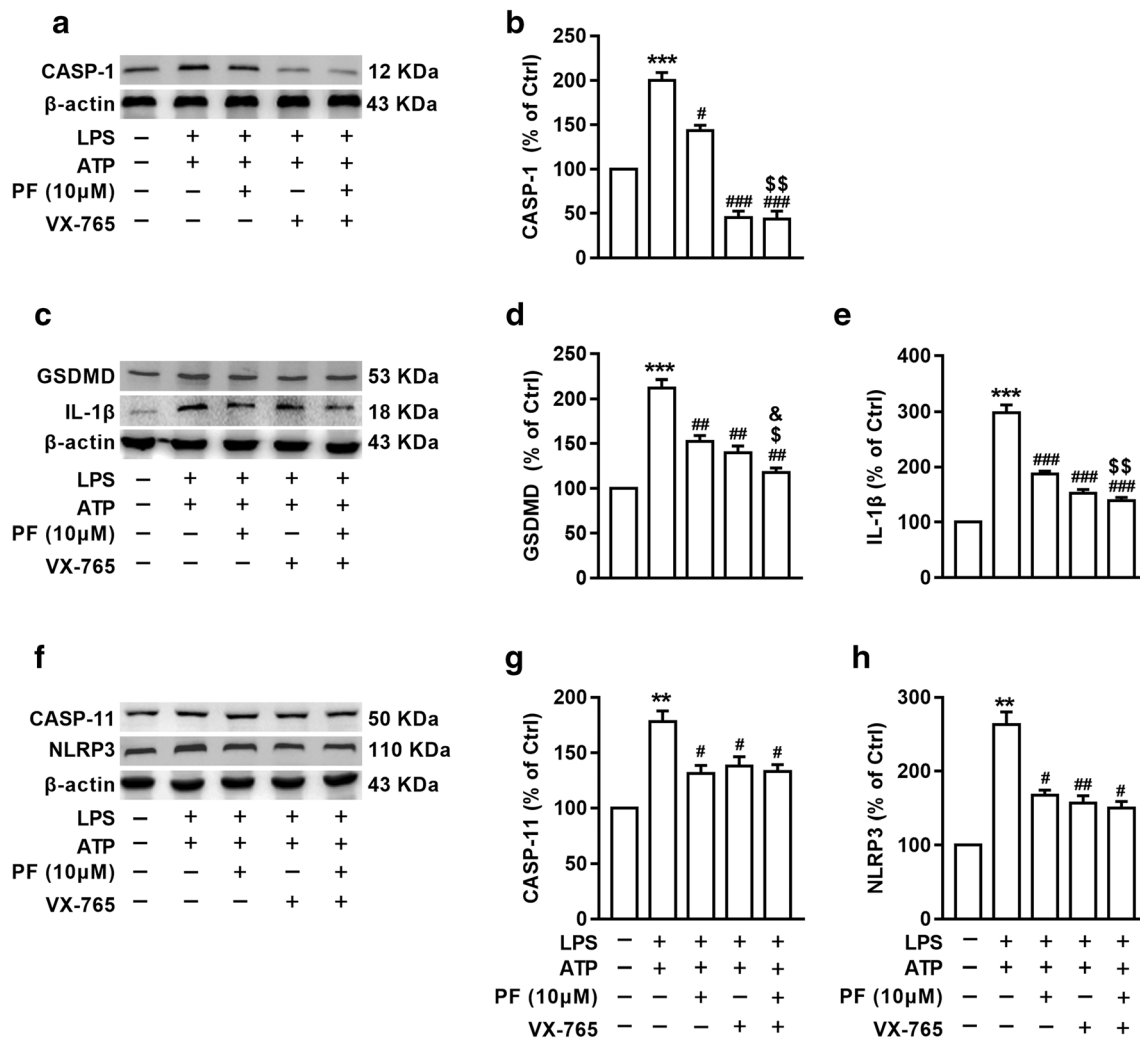 a
CASP-1 12 KDa
β-actin 43 KDa
LPS − + + + +
ATP − + + + +
PF (10μM) − − + − +
VX-765 − − − + +
b
CASP-1 (% of Ctrl)
250
200
150
100
50
0
***
#
###
$$
###
c
GSDMD 53 KDa
IL-1β 18 KDa
β-actin 43 KDa
LPS − + + + +
ATP − + + + +
PF (10μM) − − + − +
VX-765 − − − + +
d
GSDMD (% of Ctrl)
250
200
150
100
50
0
***
##
##
&
$
##
e
IL-1β (% of Ctrl)
400
300
200
100
0
***
###
###
$$
###
f
CASP-11 50 KDa
NLRP3 110 KDa
β-actin 43 KDa
LPS − + + + +
ATP − + + + +
PF (10μM) − − + − +
VX-765 − − − + +
g
CASP-11 (% of Ctrl)
200
150
100
50
0
**
#
#
#
LPS − + + + +
ATP − + + + +
PF (10μM) − − + − +
VX-765 − − − + +
h
NLRP3 (% of Ctrl)
300
200
100
0
**
#
##
#
LPS − + + + +
ATP − + + + +
PF (10μM) − − + − +
VX-765 − − − + +